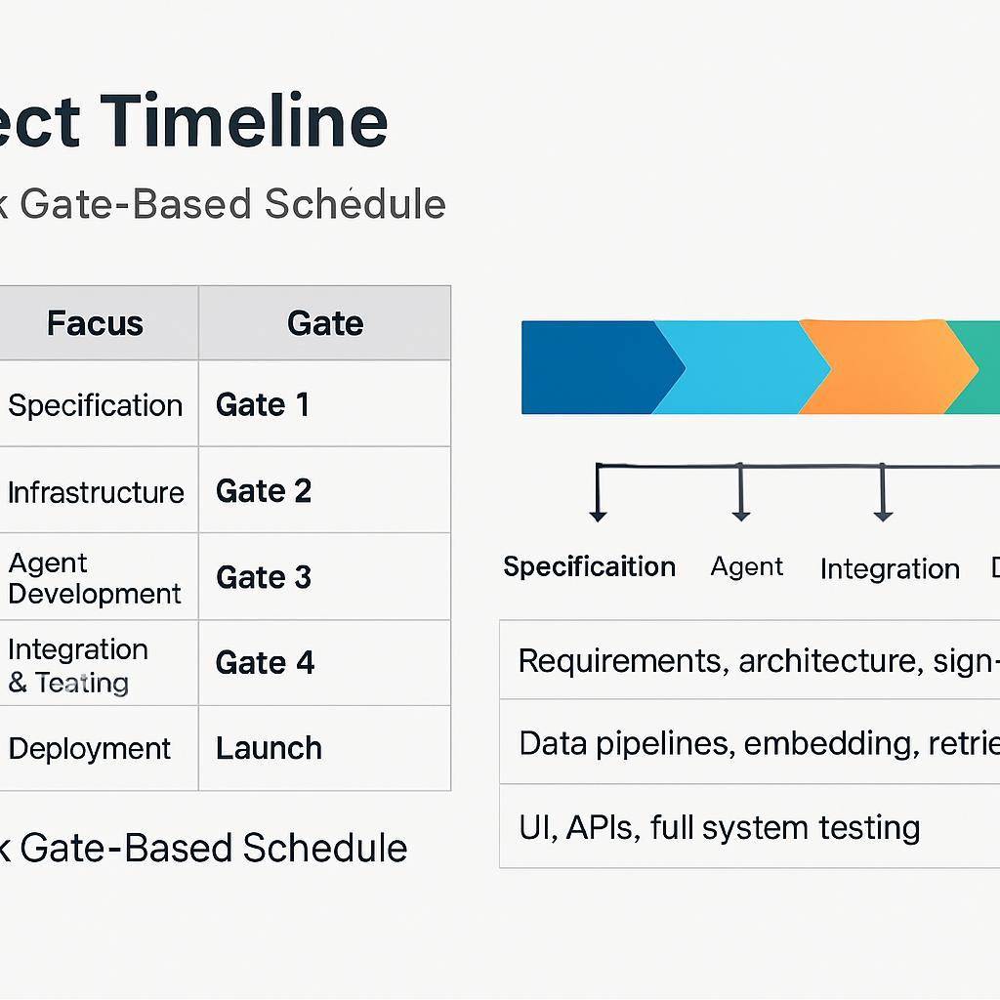 ect Timeline
k Gate-Based Schedule
Facus Gate
Specification Gate 1
Infrastructure Gate 2
Agent
Development Gate 3
Integration
& Teating Gate 4
Deployment Launch
k Gate-Based Schedule
Specificaition Agent Integration D
Requirements, architecture, sign-
Data pipelines, embedding, retrie
UI, APIs, full system testing